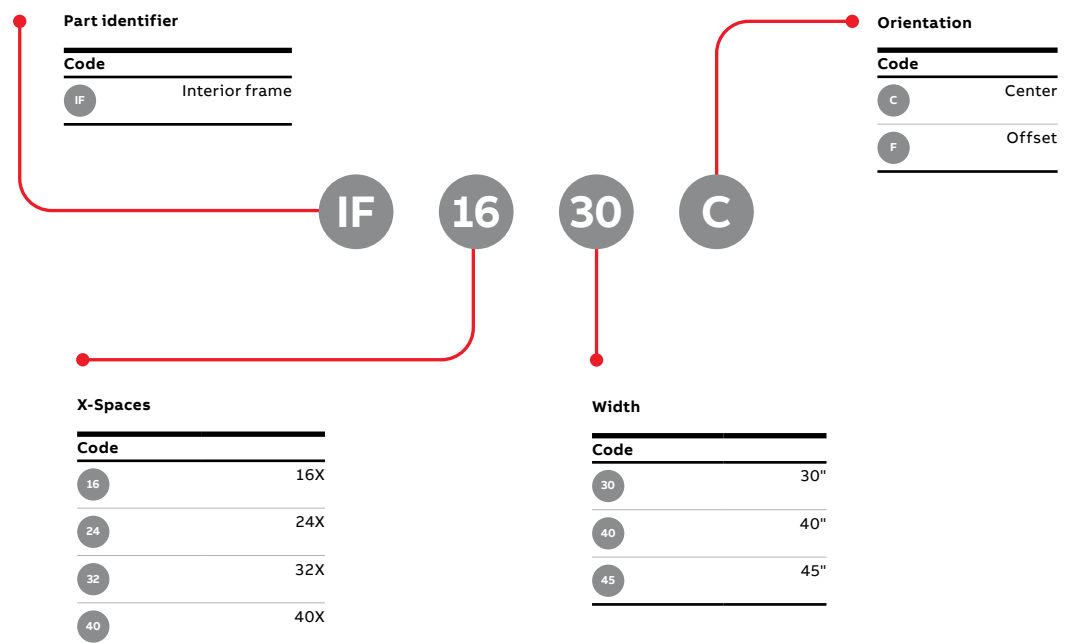 Part identifier
Code
IF Interior frame
Orientation
Code
C Center
F Offset
IF 16 30 C
X-Spaces
Code
16 16X
24 24X
32 32X
40 40X
Width
Code
30 30"
40 40"
45 45"